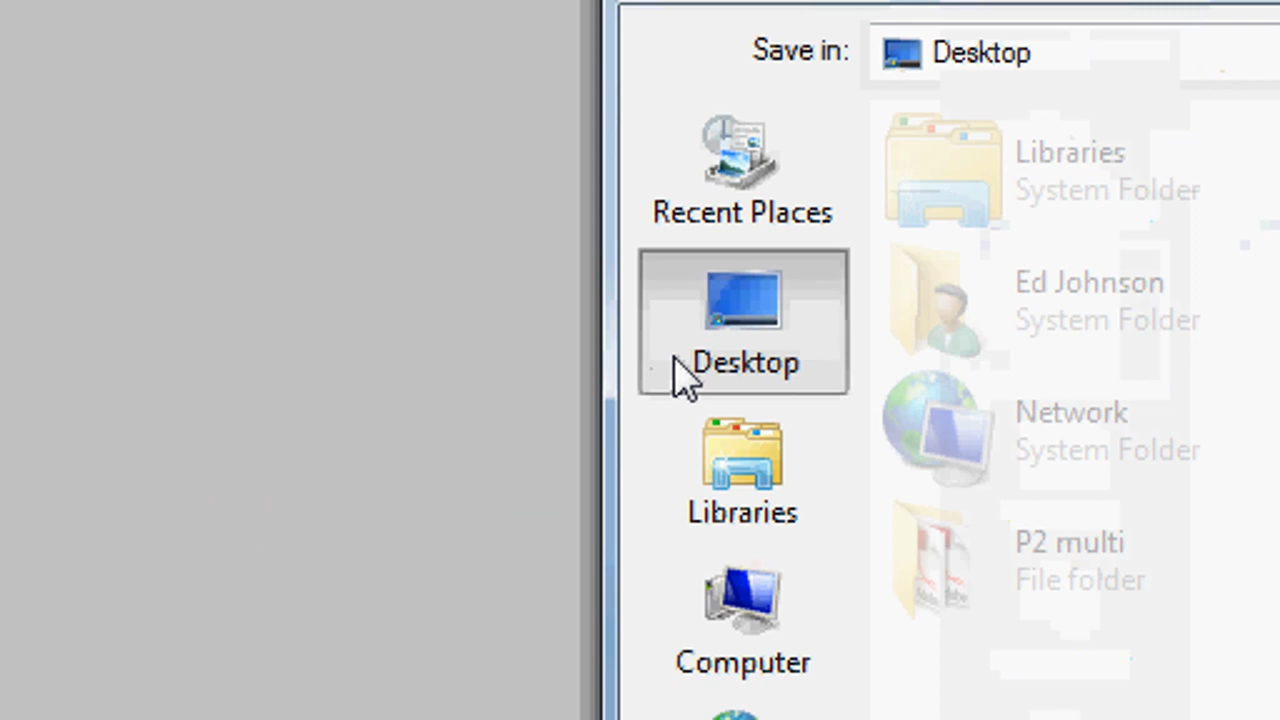 Save in: Desktop
Recent Places
Desktop
Libraries
Computer
Libraries
System Folder
Ed Johnson
System Folder
Network
System Folder
P2 multi
File folder